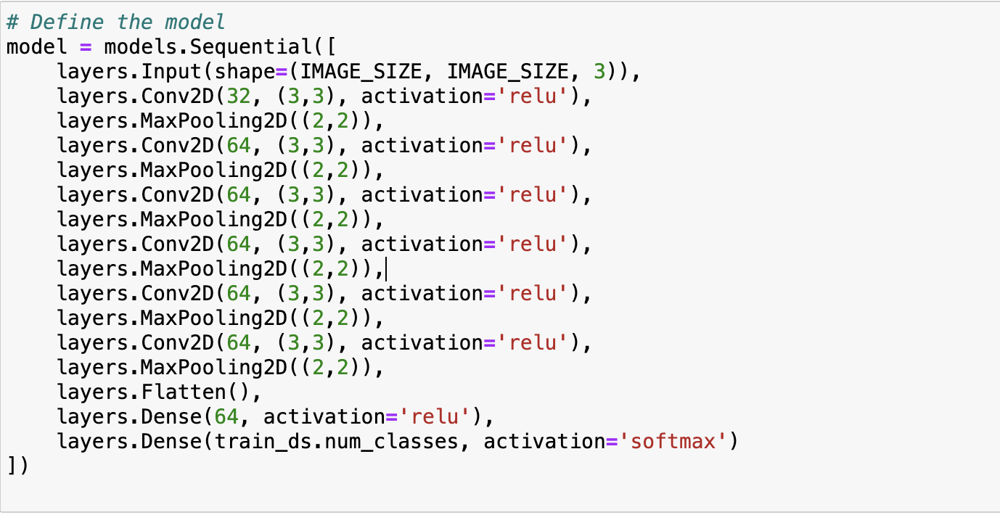 # Define the model
model = models.Sequential([
    layers.Input(shape=(IMAGE_SIZE, IMAGE_SIZE, 3)),
    layers.Conv2D(32, (3,3), activation='relu'),
    layers.MaxPooling2D((2,2)),
    layers.Conv2D(64, (3,3), activation='relu'),
    layers.MaxPooling2D((2,2)),
    layers.Conv2D(64, (3,3), activation='relu'),
    layers.MaxPooling2D((2,2)),
    layers.Conv2D(64, (3,3), activation='relu'),
    layers.MaxPooling2D((2,2)),
    layers.Conv2D(64, (3,3), activation='relu'),
    layers.MaxPooling2D((2,2)),
    layers.Conv2D(64, (3,3), activation='relu'),
    layers.MaxPooling2D((2,2)),
    layers.Flatten(),
    layers.Dense(64, activation='relu'),
    layers.Dense(train_ds.num_classes, activation='softmax')
])